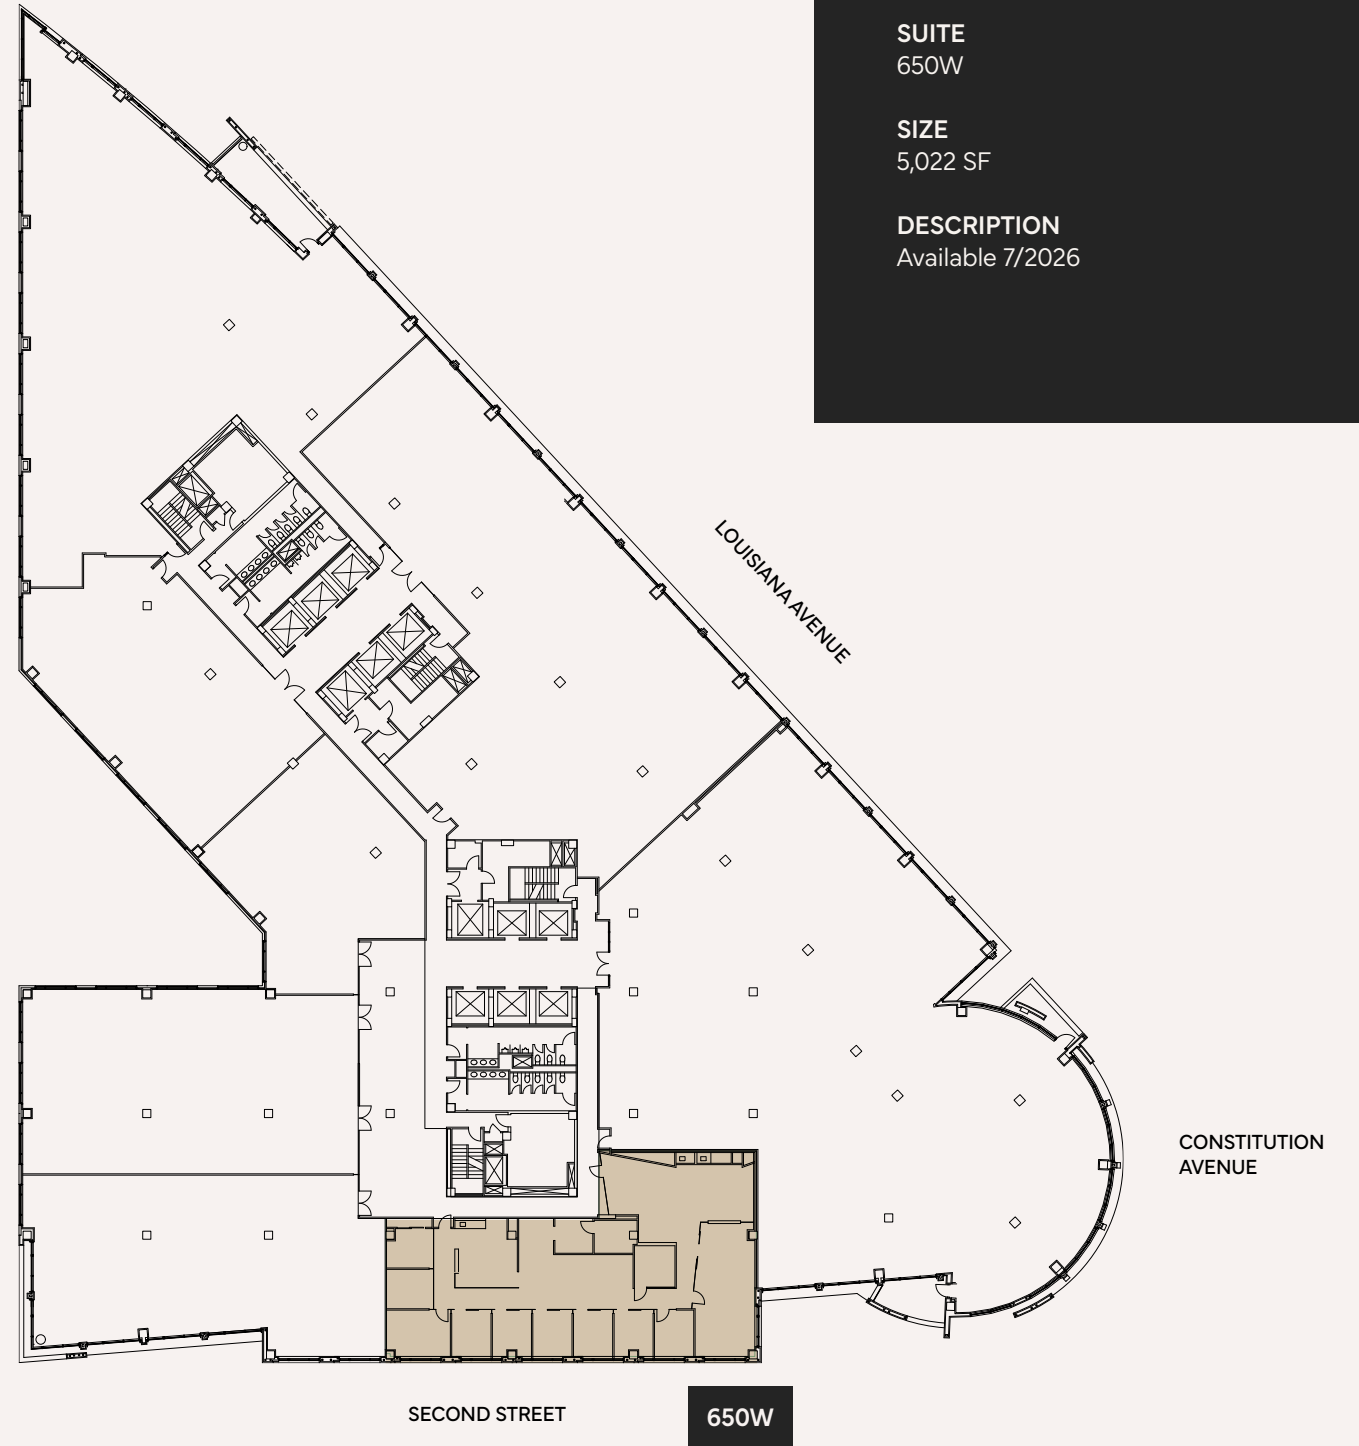 SUITE
650W
SIZE
5,022 SF
DESCRIPTION
Available 7/2026
LOUISIANA AVENUE
CONSTITUTION
AVENUE
SECOND STREET
650W